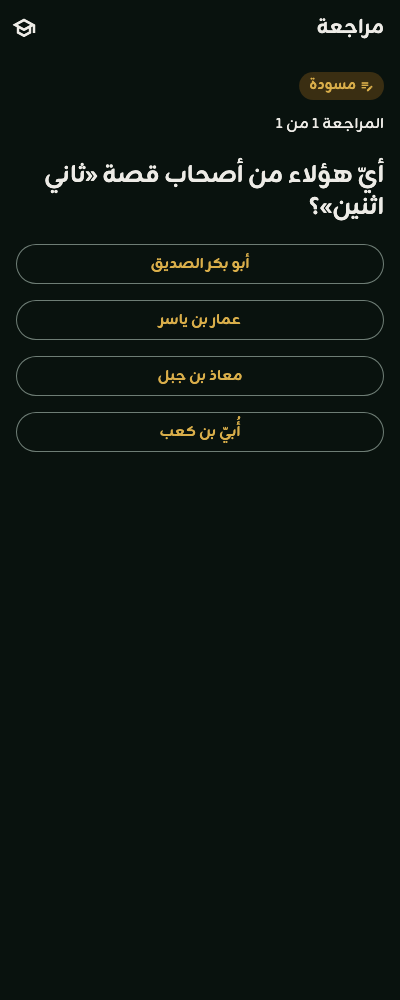 مراجعة
مسودة
المراجعة 1 من 1
أيّ هؤلاء من أصحاب قصة «ثاني
اثنين»؟
أبو بكر الصديق
عمار بن ياسر
معاذ بن جبل
أُبيّ بن كعب